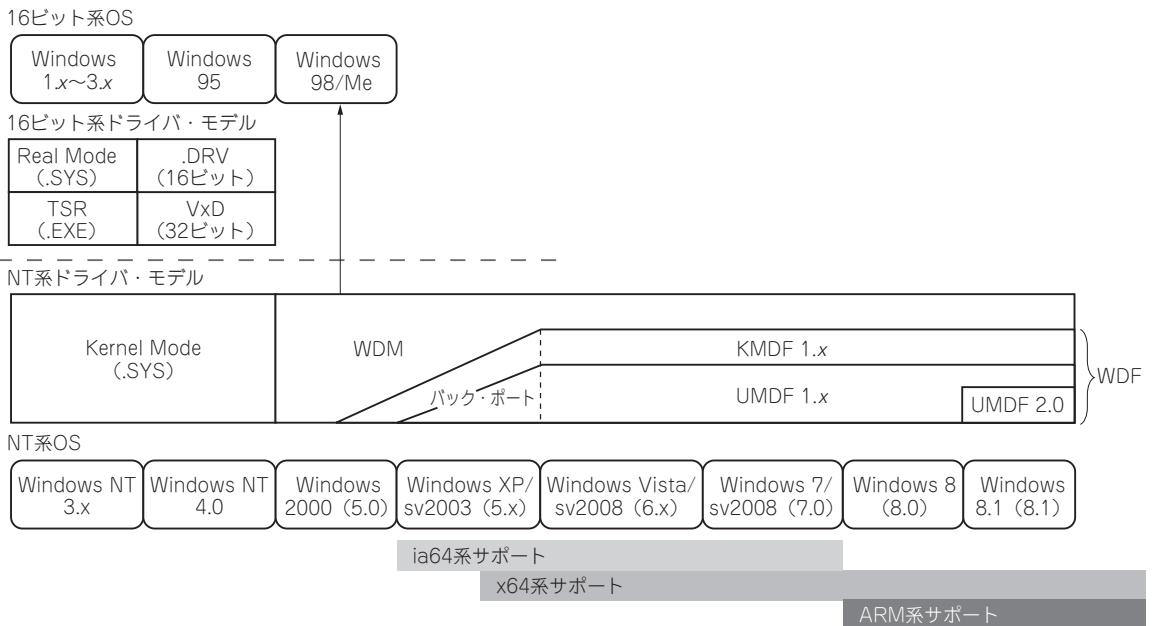 16ビット系OS
Windows
1.x～3.x
Windows
95
Windows
98/Me
16ビット系ドライバ・モデル
Real Mode
(.SYS)
.DRV
(16ビット)
TSR
(.EXE)
VxD
(32ビット)
NT系ドライバ・モデル
Kernel Mode
(.SYS)
WDM
バック・ポート
KMDF 1.x
UMDF 1.x
UMDF 2.0
WDF
NT系OS
Windows NT
3.x
Windows NT
4.0
Windows
2000 (5.0)
Windows XP/
sv2003 (5.x)
Windows Vista/
sv2008 (6.x)
Windows 7/
sv2008 (7.0)
Windows 8
(8.0)
Windows
8.1 (8.1)
ia64系サポート
x64系サポート
ARM系サポート